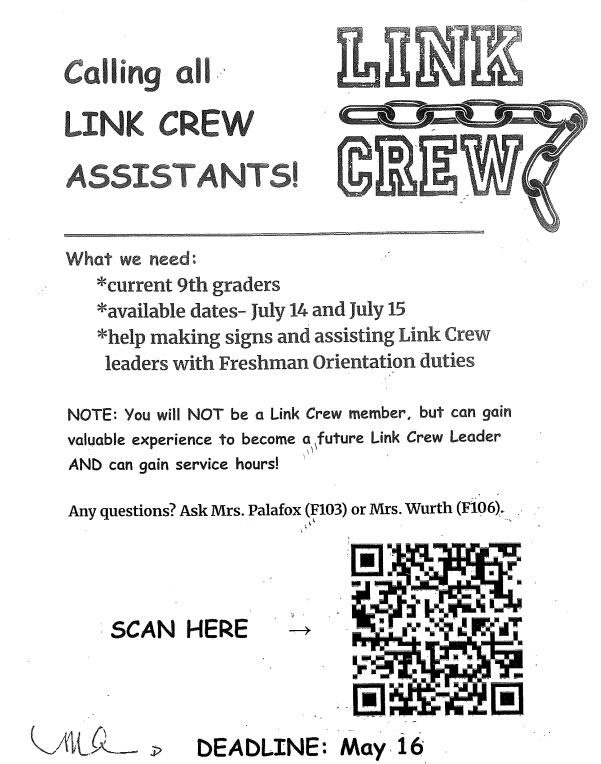 Calling all
LINK CREW
ASSISTANTS!
LINK
CREW
What we need:
*current 9th graders
*available dates- July 14 and July 15
*help making signs and assisting Link Crew
leaders with Freshman Orientation duties
NOTE: You will NOT be a Link Crew member, but can gain
valuable experience to become a future Link Crew Leader
AND can gain service hours!
Any questions? Ask Mrs. Palafox (F103) or Mrs. Wurth (F106).
SCAN HERE →
DEADLINE: May 16